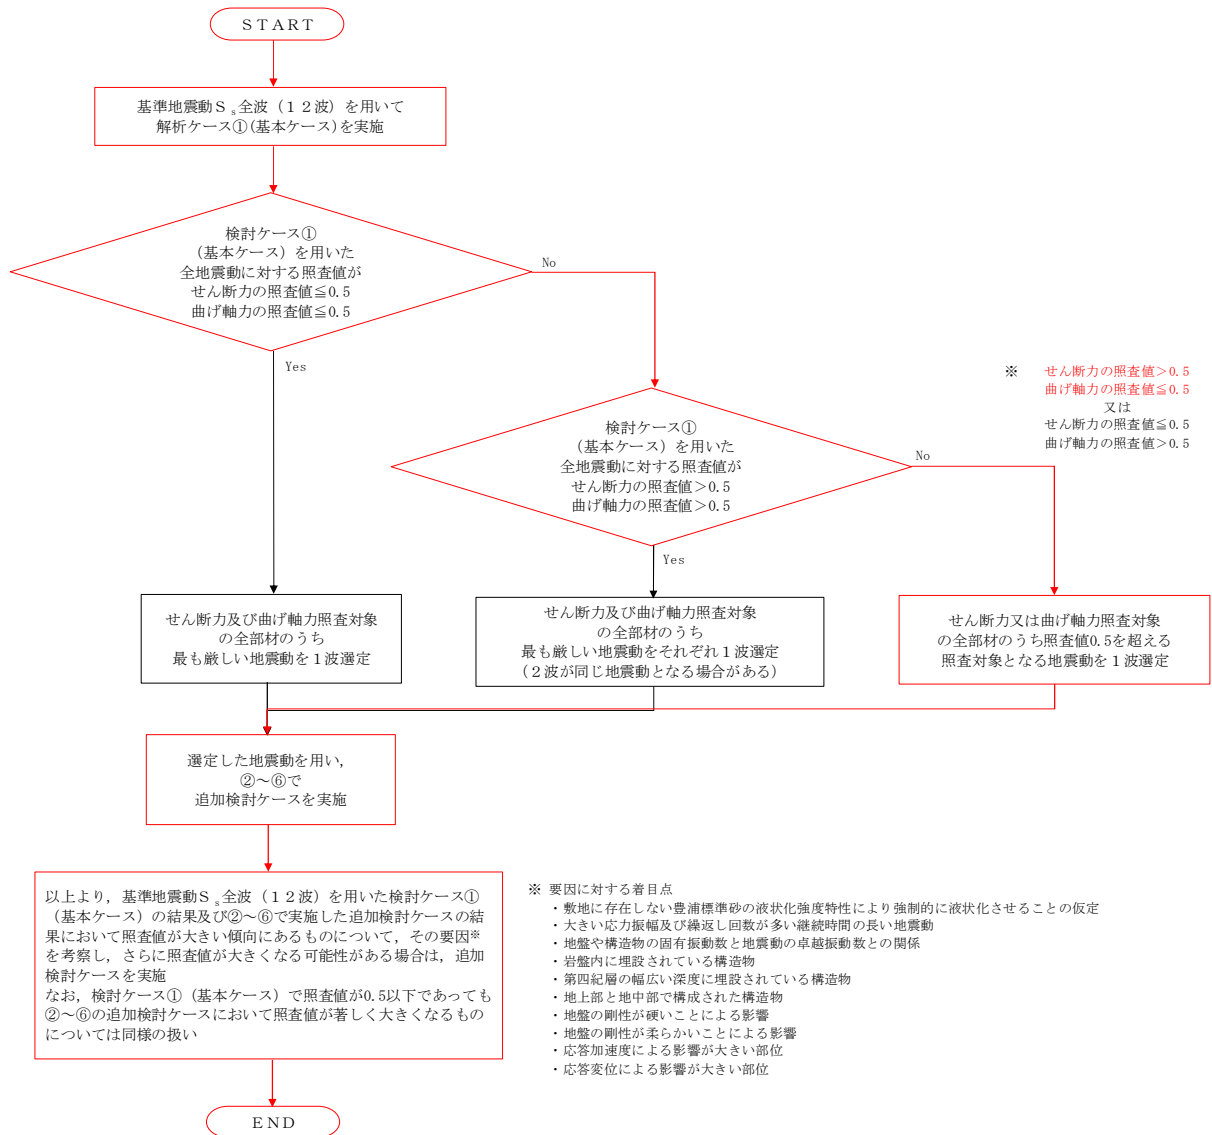 ＳＴＡＲＴ
基準地震動Ｓｓ全波（１２波）を用いて
解析ケース①(基本ケース)を実施
検討ケース①
（基本ケース）を用いた
全地震動に対する照査値が
せん断力の照査値≦0.5
曲げ軸力の照査値≦0.5
No
Yes
※ せん断力の照査値＞0.5
曲げ軸力の照査値≦0.5
又は
せん断力の照査値≦0.5
曲げ軸力の照査値＞0.5
検討ケース①
（基本ケース）を用いた
全地震動に対する照査値が
せん断力の照査値＞0.5
曲げ軸力の照査値＞0.5
No
Yes
せん断力及び曲げ軸力照査対象
の全部材のうち
最も厳しい地震動を１波選定
せん断力及び曲げ軸力照査対象
の全部材のうち
最も厳しい地震動をそれぞれ１波選定
（２波が同じ地震動となる場合がある）
せん断力又は曲げ軸力照査対象
の全部材のうち照査値0.5を超える
照査対象となる地震動を１波選定
選定した地震動を用い，
②～⑥で
追加検討ケースを実施
以上より，基準地震動Ｓｓ全波（１２波）を用いた検討ケース①
（基本ケース）の結果及び②～⑥で実施した追加検討ケースの結
果において照査値が大きい傾向にあるものについて，その要因※
を考察し，さらに照査値が大きくなる可能性がある場合は，追加
検討ケースを実施
なお，検討ケース①（基本ケース）で照査値が0.5以下であっても
②～⑥の追加検討ケースにおいて照査値が著しく大きくなるもの
については同様の扱い
※ 要因に対する着目点
・敷地に存在しない豊浦標準砂の液状化強度特性により強制的に液状化させることの仮定
・大きい応力振幅及び繰返し回数が多い継続時間の長い地震動
・地盤や構造物の固有振動数と地震動の卓越振動数との関係
・岩盤内に埋設されている構造物
・第四紀層の幅広い深度に埋設されている構造物
・地上部と地中部で構成された構造物
・地盤の剛性が硬いことによる影響
・地盤の剛性が柔らかいことによる影響
・応答加速度による影響が大きい部位
・応答変位による影響が大きい部位
ＥＮＤ